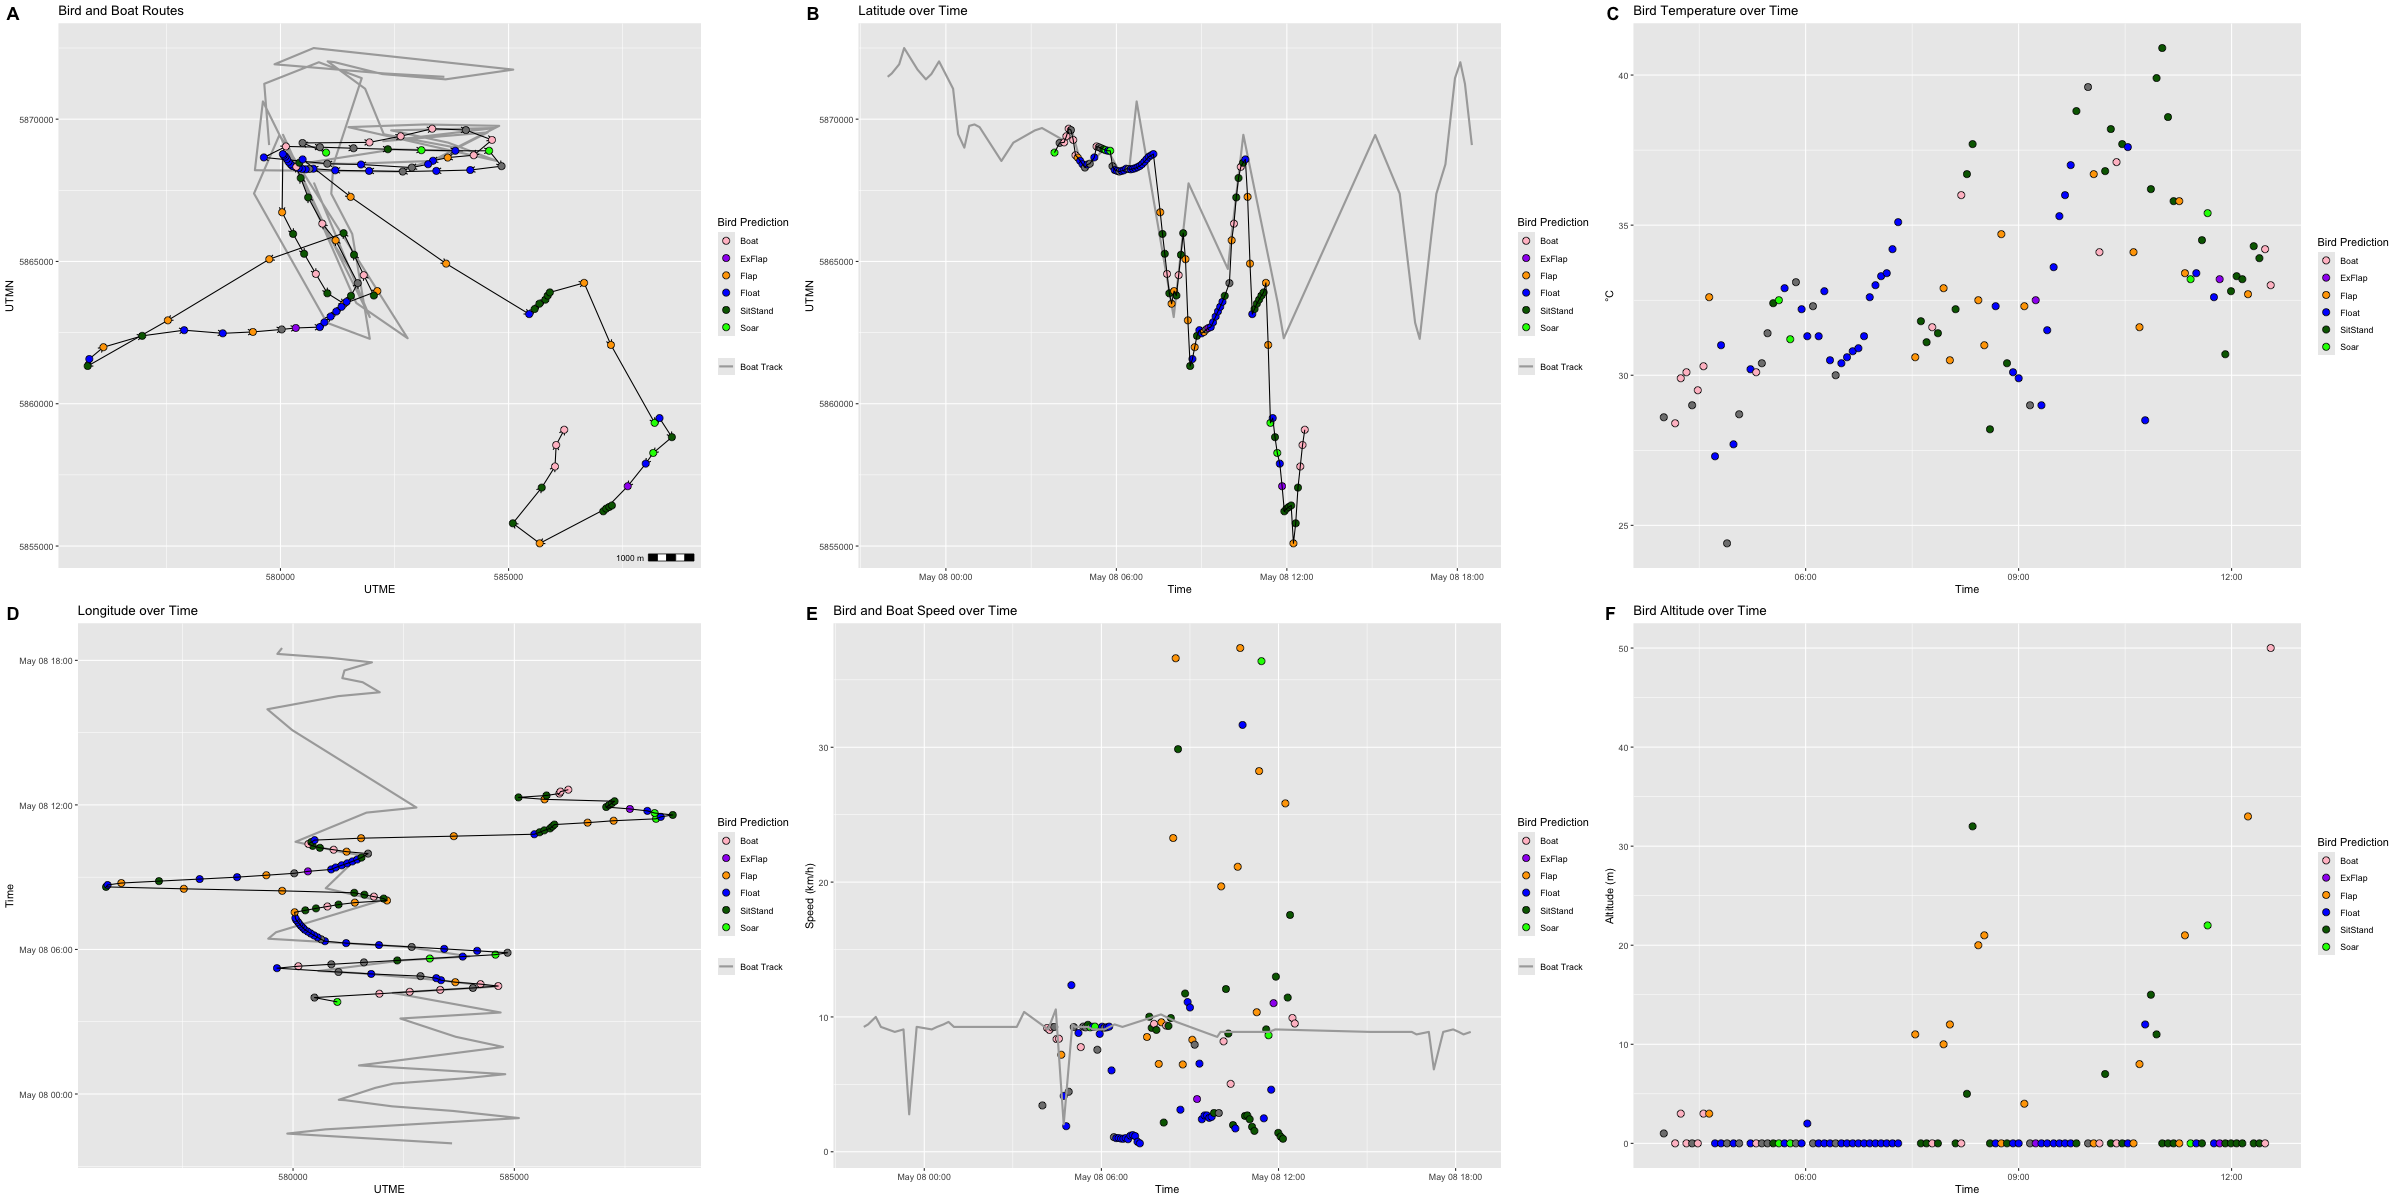 A Bird and Boat Routes
5870000
5865000
5860000
5855000
UTMN
580000
585000
UTME
1000 m
Bird Prediction
Boat
ExFlap
Flap
Float
SitStand
Soar
Boat Track
B Latitude over Time
5870000
5865000
5860000
5855000
UTMN
May 08 00:00
May 08 06:00
May 08 12:00
May 08 18:00
Time
Bird Prediction
Boat
ExFlap
Flap
Float
SitStand
Soar
Boat Track
C Bird Temperature over Time
40
35
30
25
°C
06:00
09:00
12:00
Time
Bird Prediction
Boat
ExFlap
Flap
Float
SitStand
Soar
D Longitude over Time
May 08 18:00
May 08 12:00
May 08 06:00
May 08 00:00
Time
580000
585000
UTME
Bird Prediction
Boat
ExFlap
Flap
Float
SitStand
Soar
Boat Track
E Bird and Boat Speed over Time
30
20
10
0
Speed (km/h)
May 08 00:00
May 08 06:00
May 08 12:00
May 08 18:00
Time
Bird Prediction
Boat
ExFlap
Flap
Float
SitStand
Soar
Boat Track
F Bird Altitude over Time
50
40
30
20
10
0
Altitude (m)
06:00
09:00
12:00
Time
Bird Prediction
Boat
ExFlap
Flap
Float
SitStand
Soar